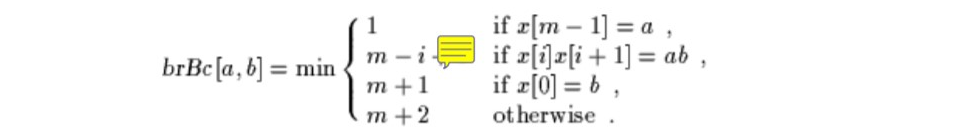 1 if x[m − 1] = a ,
m − i if x[i]x[i + 1] = ab ,
brBc[a, b] = min
m + 1 if x[0] = b ,
m + 2 otherwise .